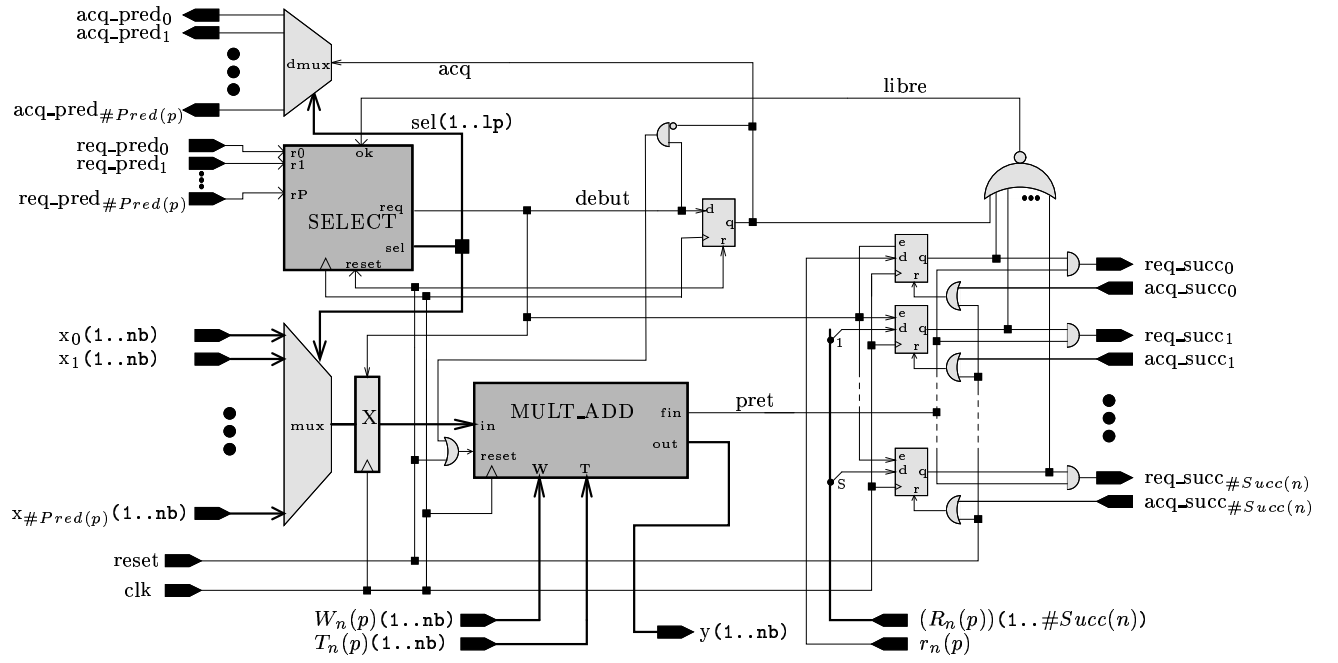 acq_pred0
acq_pred1
acq_pred#Pred(p)
dmux
acq
libre
sel(1..lp)
req_pred0
req_pred1
req_pred#Pred(p)
r0
r1
rP
ok
req
SELECT
sel
reset
debut
d
q
r
e
d
q
r
req_succ0
acq_succ0
x0(1..nb)
x1(1..nb)
e
d
q
r
1
req_succ1
acq_succ1
mux
X
MULT_ADD
fin
in
out
reset
W
T
pret
e
d
q
r
S
req_succ#Succ(n)
acq_succ#Succ(n)
x#Pred(p)(1..nb)
reset
clk
Wn(p)(1..nb)
Tn(p)(1..nb)
y(1..nb)
(Rn(p))(1..#Succ(n))
rn(p)